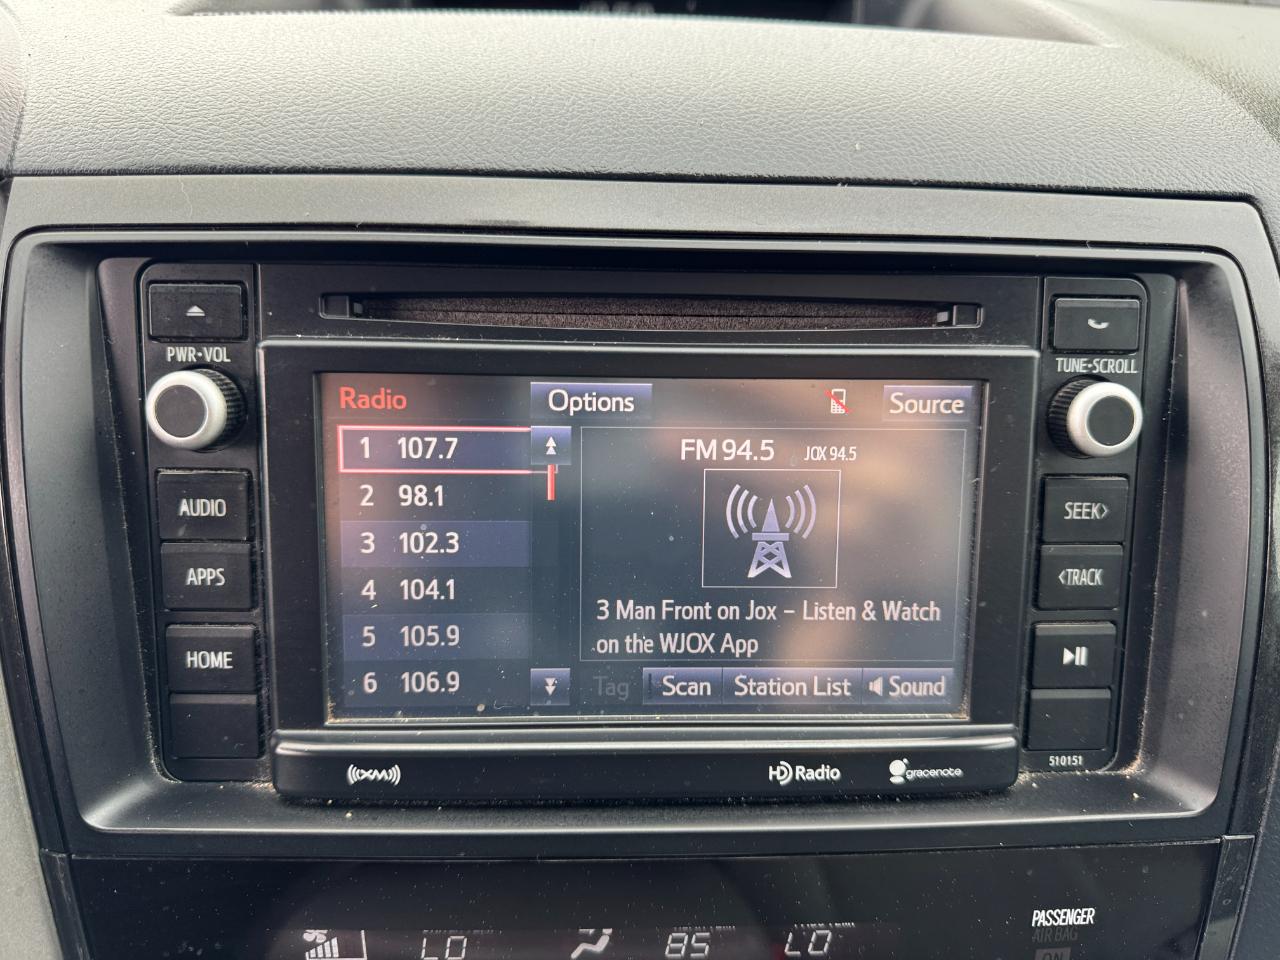 PWR•VOL
AUDIO
APPS
HOME
Radio
Options
Source
1 107.7
2 98.1
3 102.3
4 104.1
5 105.9
6 106.9
FM 94.5 JOX 94.5
3 Man Front on Jox – Listen & Watch
on the WJOX App
Tag
Scan
Station List
Sound
TUNE•SCROLL
SEEK>
<TRACK
510151
((XM))
HD Radio
gracenote
LO
85
LO
PASSENGER
AIR BAG
ON